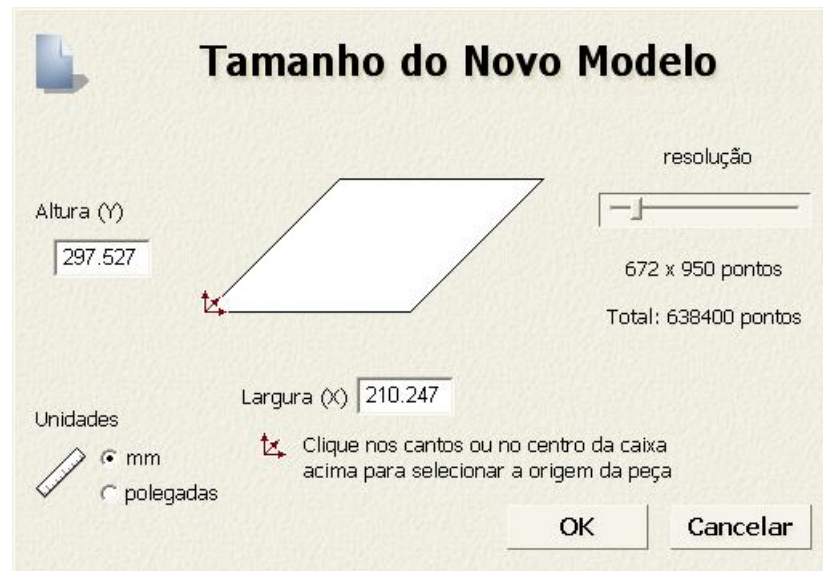 Tamanho do Novo Modelo
resolução
Altura (Y)
297.527
672 x 950 pontos
Total: 638400 pontos
Largura (X) 210.247
Unidades
mm
polegadas
Clique nos cantos ou no centro da caixa
acima para selecionar a origem da peça
OK Cancelar